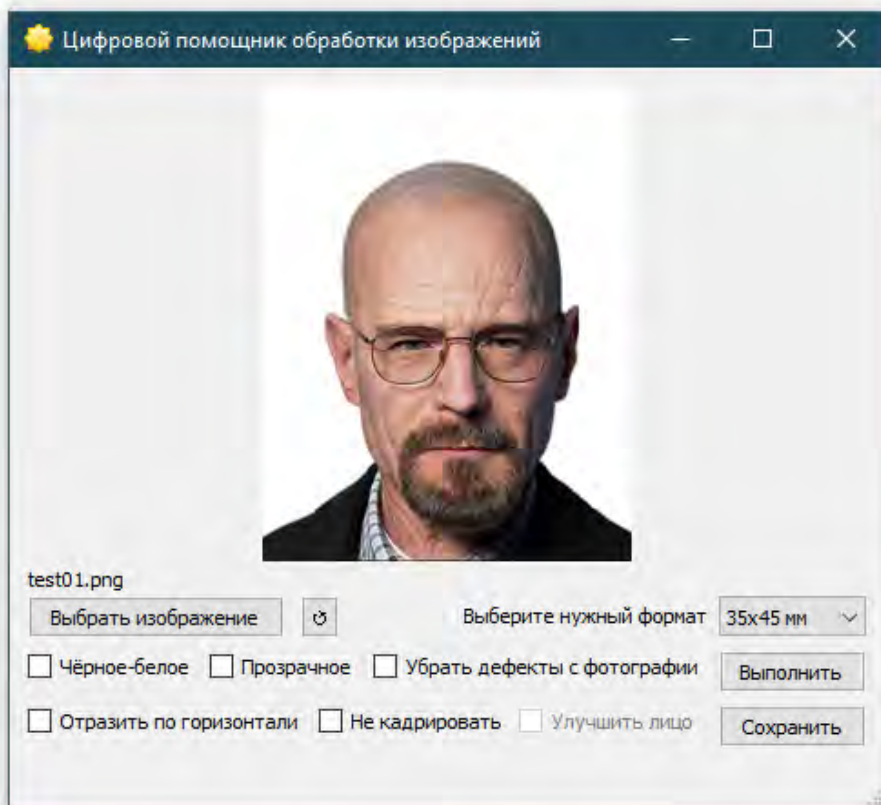 Цифровой помощник обработки изображений
test01.png
Выбрать изображение Выберите нужный формат 35x45 мм
Чёрное-белое Прозрачное Убрать дефекты с фотографии Выполнить
Отразить по горизонтали Не кадрировать Улучшить лицо Сохранить